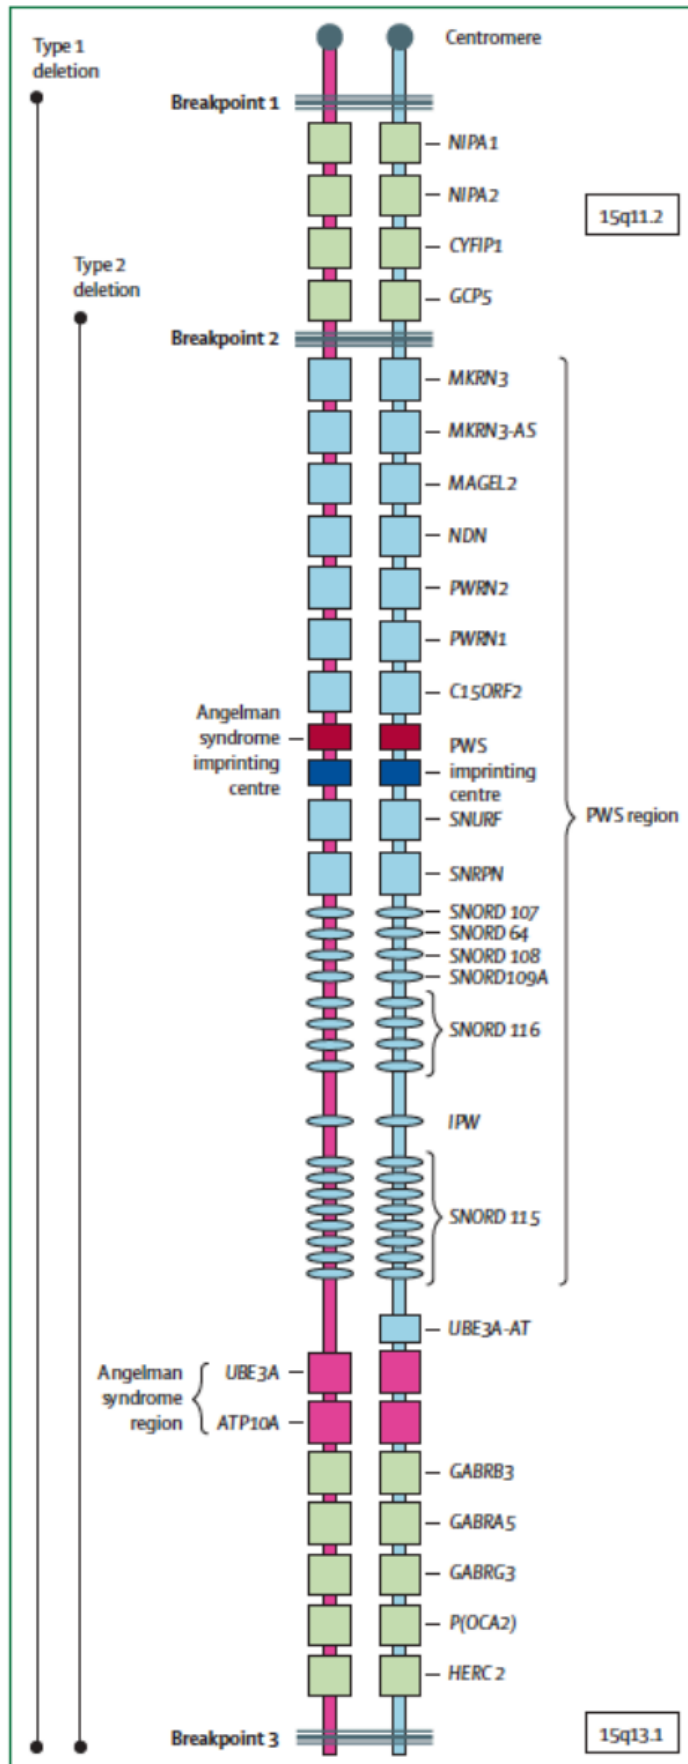 Type 1
deletion
Centromere
Breakpoint 1
NIPA1
NIPA2
15q11.2
CYFIP1
Type 2
deletion
GCP5
Breakpoint 2
MKRN3
MKRN3-AS
MAGEL2
NDN
PWRN2
PWRN1
C15ORF2
Angelman
syndrome
imprinting
centre
PWS
imprinting
centre
SNURF
PWS region
SNRPN
SNORD 107
SNORD 64
SNORD 108
SNORD109A
SNORD 116
IPW
SNORD 115
UBE3A-AT
Angelman
syndrome
region
UBE3A
ATP10A
GABRB3
GABRA5
GABRG3
P(OCA2)
HERC 2
Breakpoint 3
15q13.1